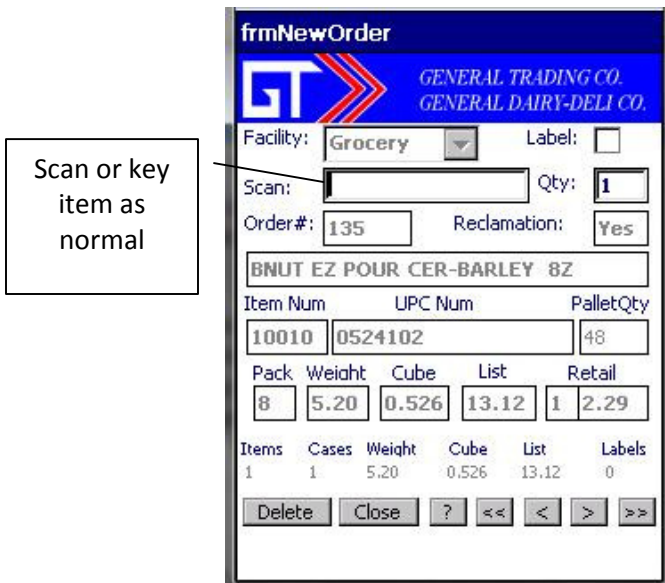 frmNewOrder
GT
GENERAL TRADING CO.
GENERAL DAIRY-DELI CO.
Scan or key
item as
normal
Facility: Grocery Label:
Scan: Qty: 1
Order#: 135 Reclamation: Yes
BNUT EZ POUR CER-BARLEY 8Z
Item Num UPC Num PalletQty
10010 0524102 48
Pack Weight Cube List Retail
8 5.20 0.526 13.12 1 2.29
Items Cases Weight Cube List Labels
1 1 5.20 0.526 13.12 0
Delete Close ? << < > >>